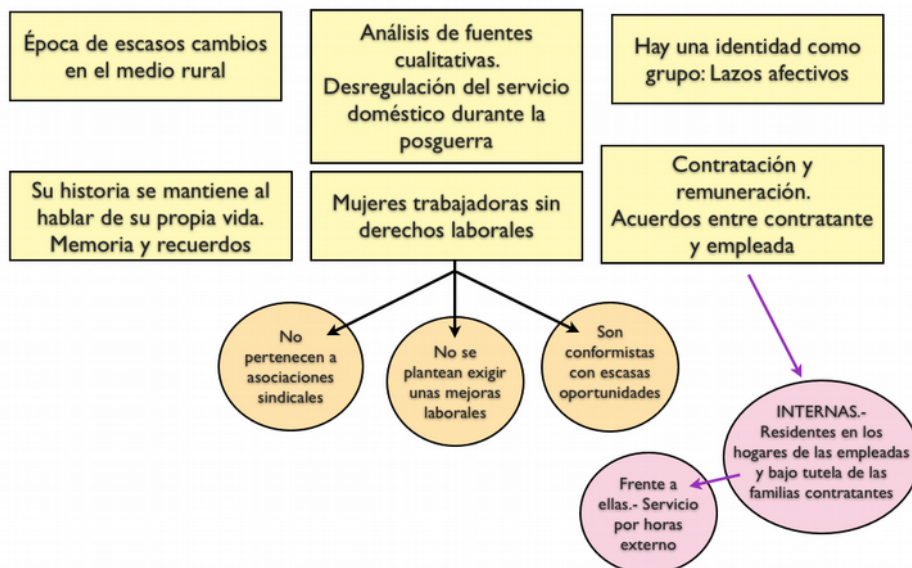 Época de escasos cambios
en el medio rural
Análisis de fuentes
cualitativas.
Desregulación del servicio
doméstico durante la
posguerra
Hay una identidad como
grupo: Lazos afectivos
Su historia se mantiene al
hablar de su propia vida.
Memoria y recuerdos
Mujeres trabajadoras sin
derechos laborales
Contratación y
remuneración.
Acuerdos entre contratante
y empleada
No
pertenecen a
asociaciones
sindicales
No se
plantean exigir
unas mejoras
laborales
Son
conformistas
con escasas
oportunidades
INTERNAS.-
Residentes en los
hogares de las empleadas
y bajo tutela de las
familias contratantes
Frente a
ellas.- Servicio
por horas
externo